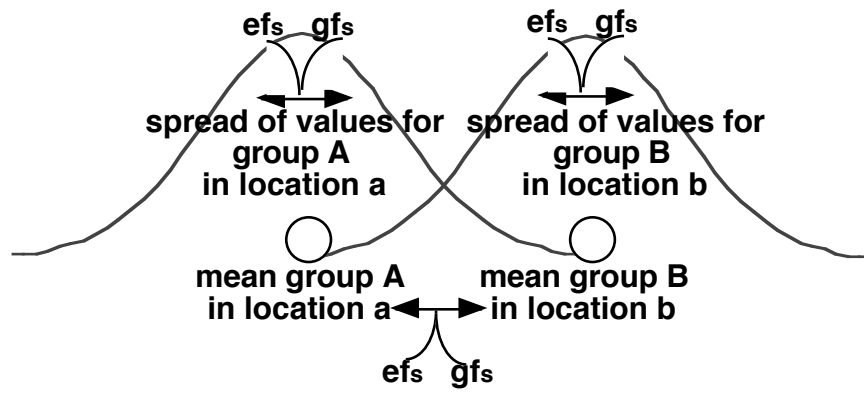 efs gfs efs gfs
spread of values for spread of values for
group A group B
in location a in location b
mean group A mean group B
in location a in location b
efs gfs